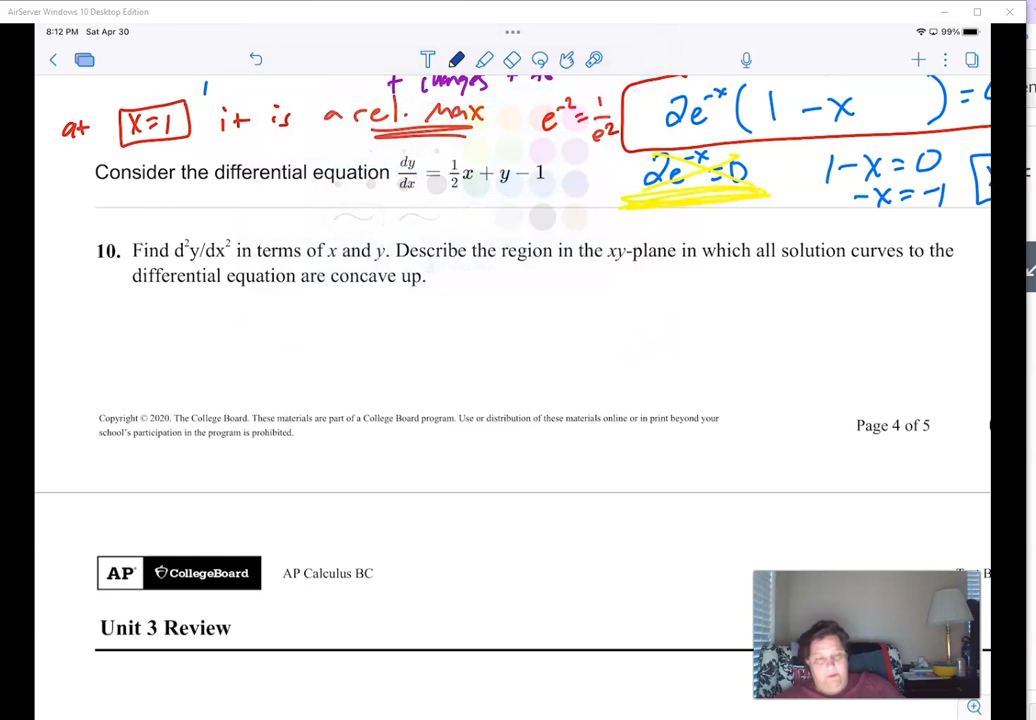 AirServer Windows 10 Desktop Edition
8:12 PM Sat Apr 30
99%
+ changes
at x=1 it is a rel. max
e⁻²=1/e²
2e⁻ˣ(1-x )=
2e⁻ˣ=0
1-x=0
-x=-1
Consider the differential equation dy/dx = 1/2x + y − 1
10. Find d²y/dx² in terms of x and y. Describe the region in the xy-plane in which all solution curves to the
differential equation are concave up.
Copyright © 2020. The College Board. These materials are part of a College Board program. Use or distribution of these materials online or in print beyond your
school's participation in the program is prohibited.
Page 4 of 5
AP CollegeBoard AP Calculus BC
Unit 3 Review